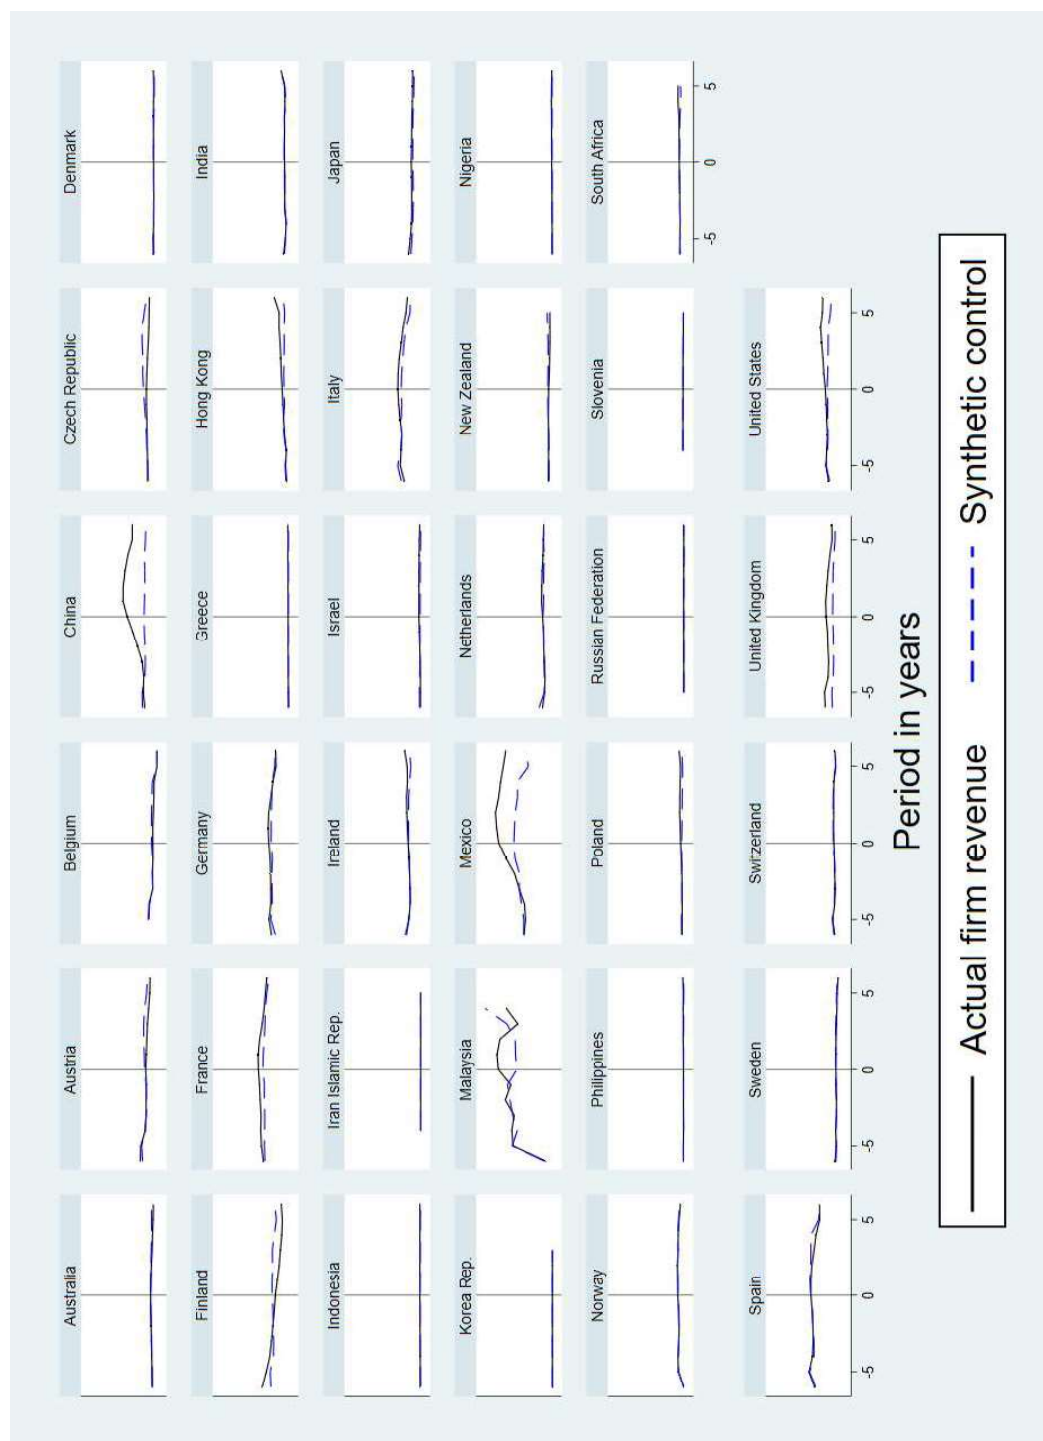 Australia Austria Belgium China Czech Republic Denmark
Finland France Germany Greece Hong Kong India
Indonesia Iran Islamic Rep. Ireland Israel Italy Japan
Korea Rep. Malaysia Mexico Netherlands New Zealand Nigeria
Norway Philippines Poland Russian Federation Slovenia South Africa
-5 0 5
Spain Sweden Switzerland United Kingdom United States
-5 0 5 -5 0 5 -5 0 5 -5 0 5 -5 0 5
Period in years
Actual firm revenue Synthetic control